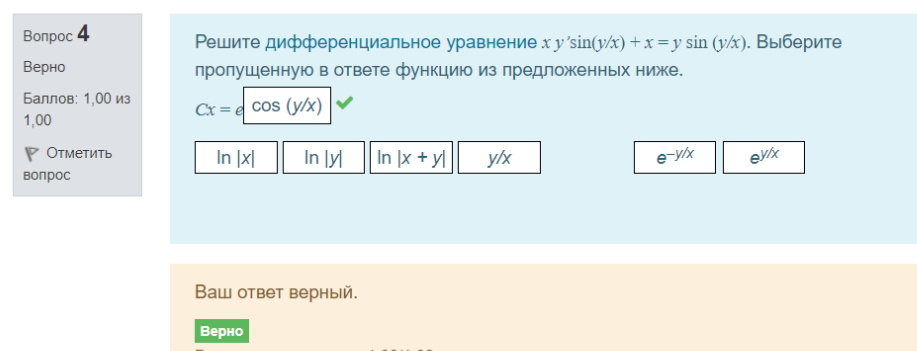 Вопрос 4
Верно
Баллов: 1,00 из
1,00
Отметить
вопрос
Решите дифференциальное уравнение x y’sin(y/x) + x = y sin (y/x). Выберите
пропущенную в ответе функцию из предложенных ниже.
Cx = e cos (y/x)
ln |x| ln |y| ln |x + y| y/x e^–y/x e^y/x
Ваш ответ верный.
Верно